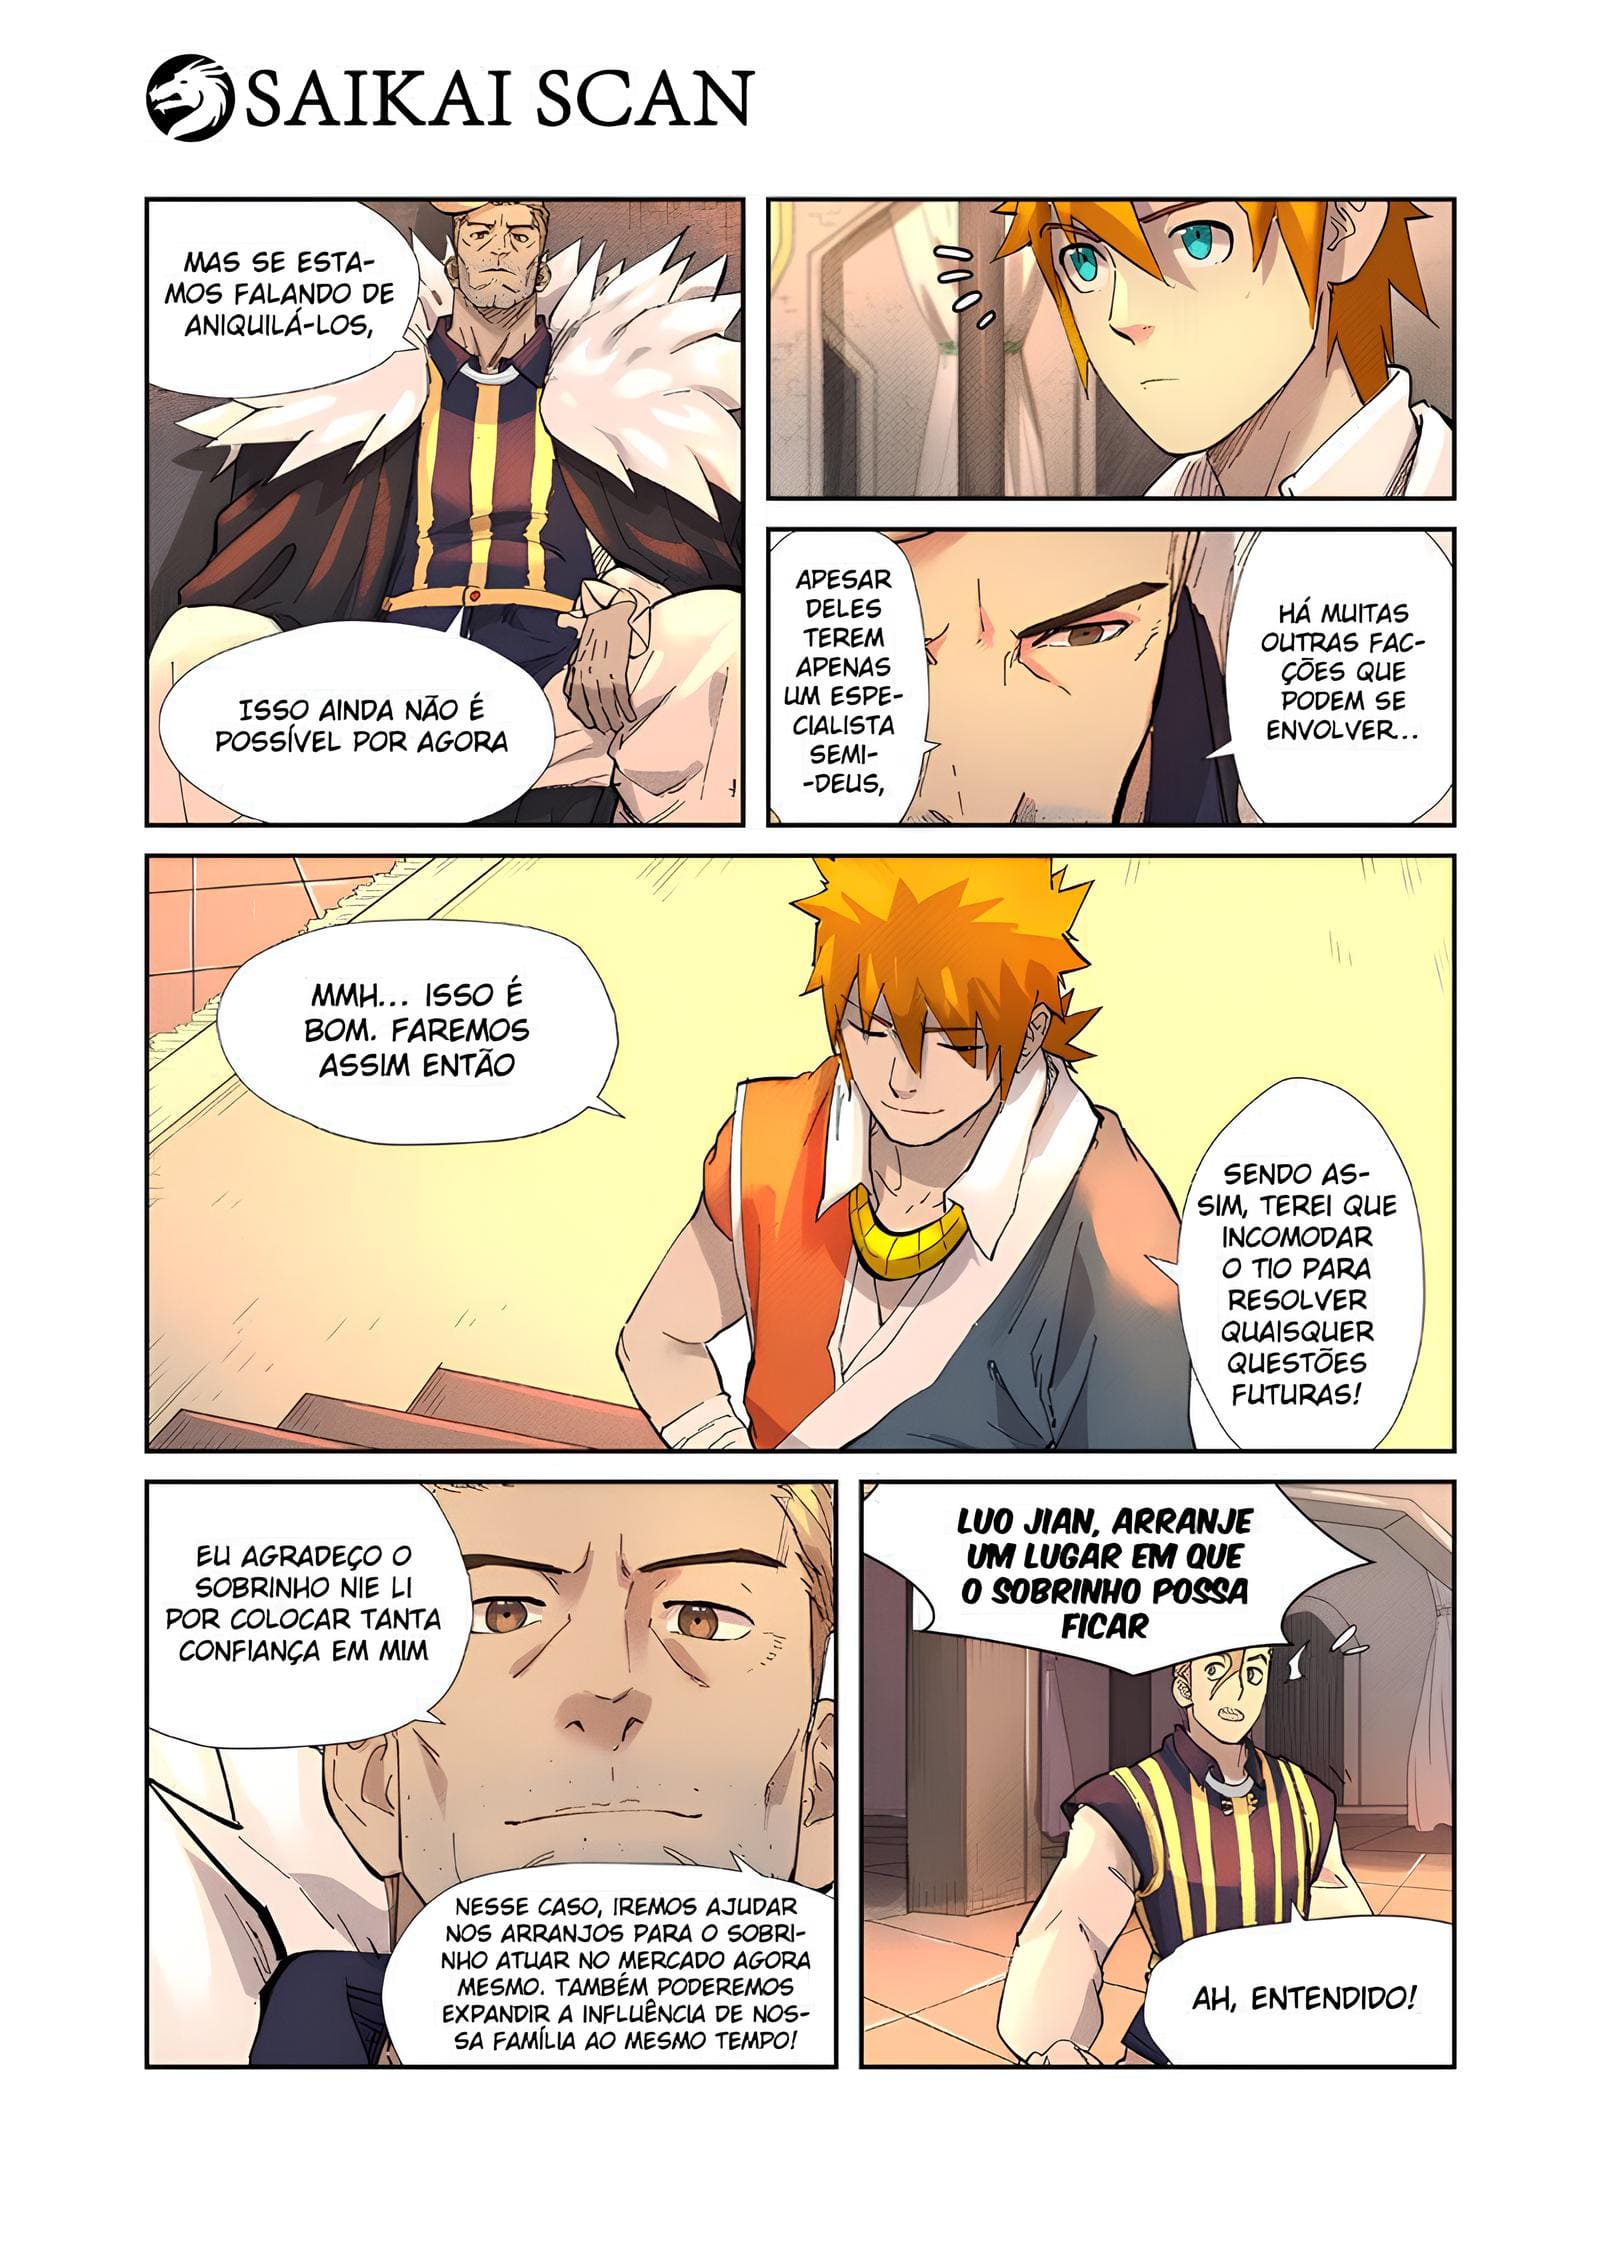 SAIKAI SCAN
MAS SE ESTA-
MOS FALANDO DE
ANIQUILÁ-LOS,
ISSO AINDA NÃO É
POSSÍVEL POR AGORA
APESAR
DELES
TEREM
APENAS
UM ESPE-
CIALISTA
SEMI-
-DEUS,
HÁ MUITAS
OUTRAS FAC-
ÇÕES QUE
PODEM SE
ENVOLVER...
MMH... ISSO É
BOM. FAREMOS
ASSIM ENTÃO
SENDO AS-
SIM, TEREI QUE
INCOMODAR
O TIO PARA
RESOLVER
QUAISQUER
QUESTÕES
FUTURAS!
EU AGRADEÇO O
SOBRINHO NIE LI
POR COLOCAR TANTA
CONFIANÇA EM MIM
NESSE CASO, IREMOS AJUDAR
NOS ARRANJOS PARA O SOBRI-
NHO ATUAR NO MERCADO AGORA
MESMO. TAMBÉM PODEREMOS
EXPANDIR A INFLUÊNCIA DE NOS-
SA FAMÍLIA AO MESMO TEMPO!
LUO JIAN, ARRANJE
UM LUGAR EM QUE
O SOBRINHO POSSA
FICAR
AH, ENTENDIDO!